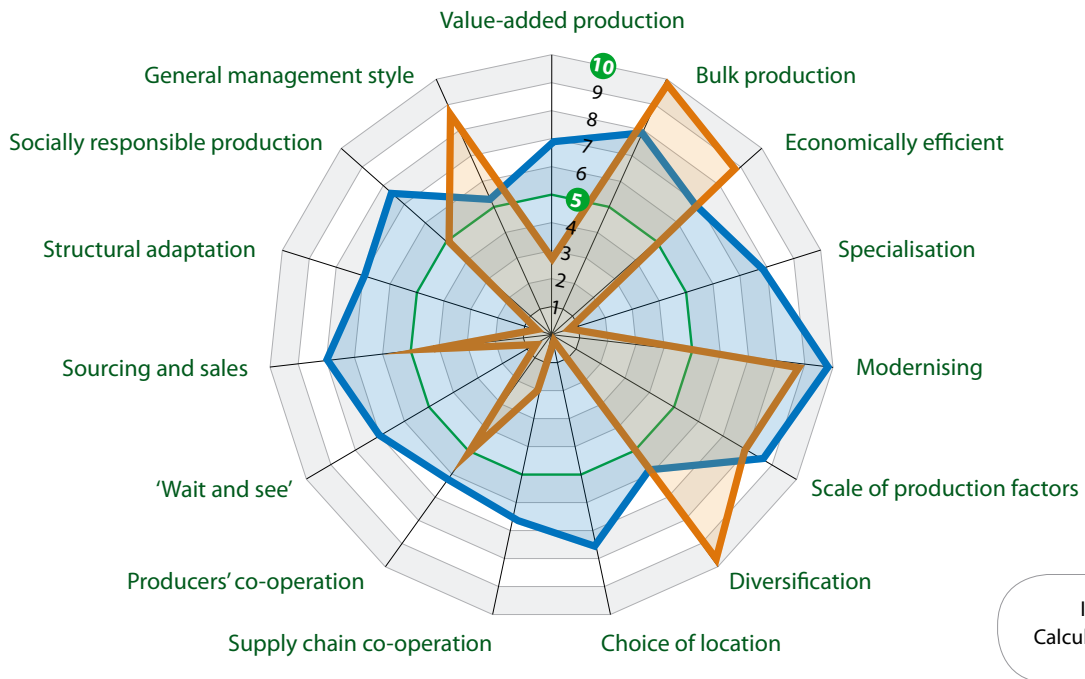 Value-added production
General management style
10
Bulk production
9
Socially responsible production
8
Economically efficient
7
6
5
Structural adaptation
4
Specialisation
3
2
1
Sourcing and sales
Modernising
'Wait and see'
Scale of production factors
Producers' co-operation
Diversification
Supply chain co-operation
Choice of location